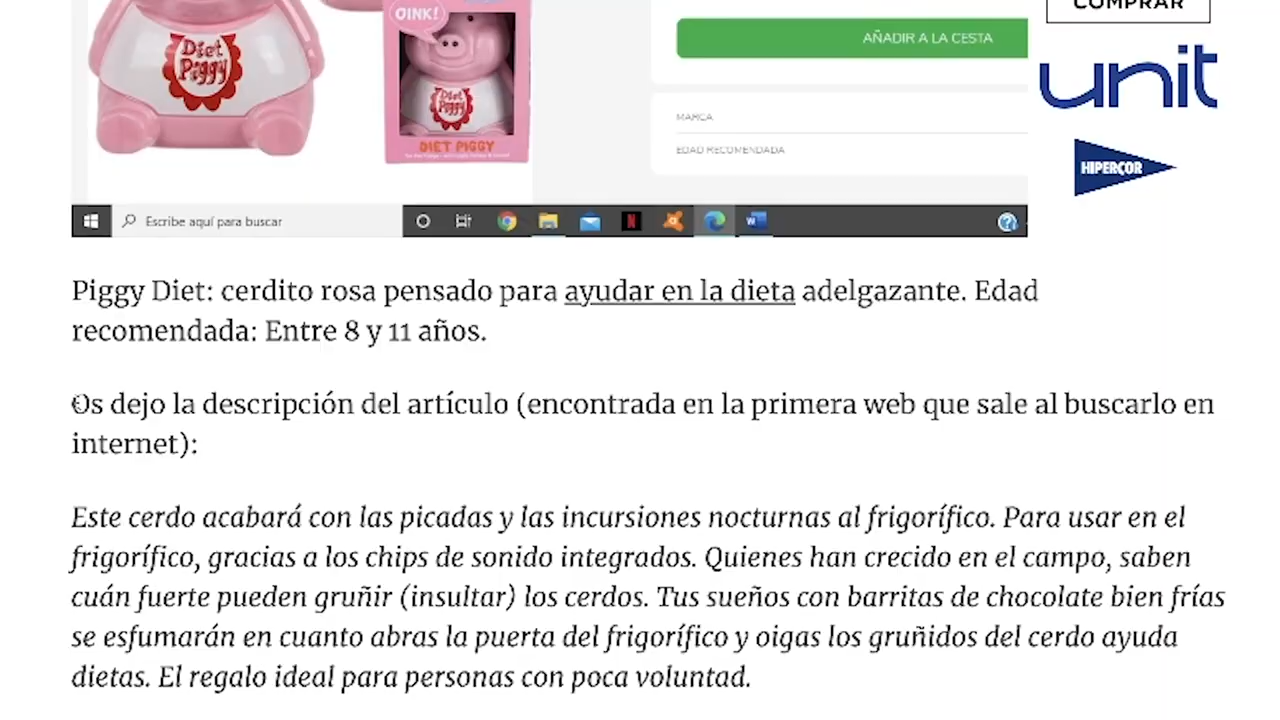 OINK!
Diet
Piggy
Diet
Piggy
DIET PIGGY
COMPRAR
AÑADIR A LA CESTA
unit
MARCA
EDAD RECOMENDADA
HIPERCOR
Escribe aquí para buscar
Piggy Diet: cerdito rosa pensado para ayudar en la dieta adelgazante. Edad
recomendada: Entre 8 y 11 años.
Os dejo la descripción del artículo (encontrada en la primera web que sale al buscarlo en
internet):
Este cerdo acabará con las picadas y las incursiones nocturnas al frigorífico. Para usar en el
frigorífico, gracias a los chips de sonido integrados. Quienes han crecido en el campo, saben
cuán fuerte pueden gruñir (insultar) los cerdos. Tus sueños con barritas de chocolate bien frías
se esfumarán en cuanto abras la puerta del frigorífico y oigas los gruñidos del cerdo ayuda
dietas. El regalo ideal para personas con poca voluntad.